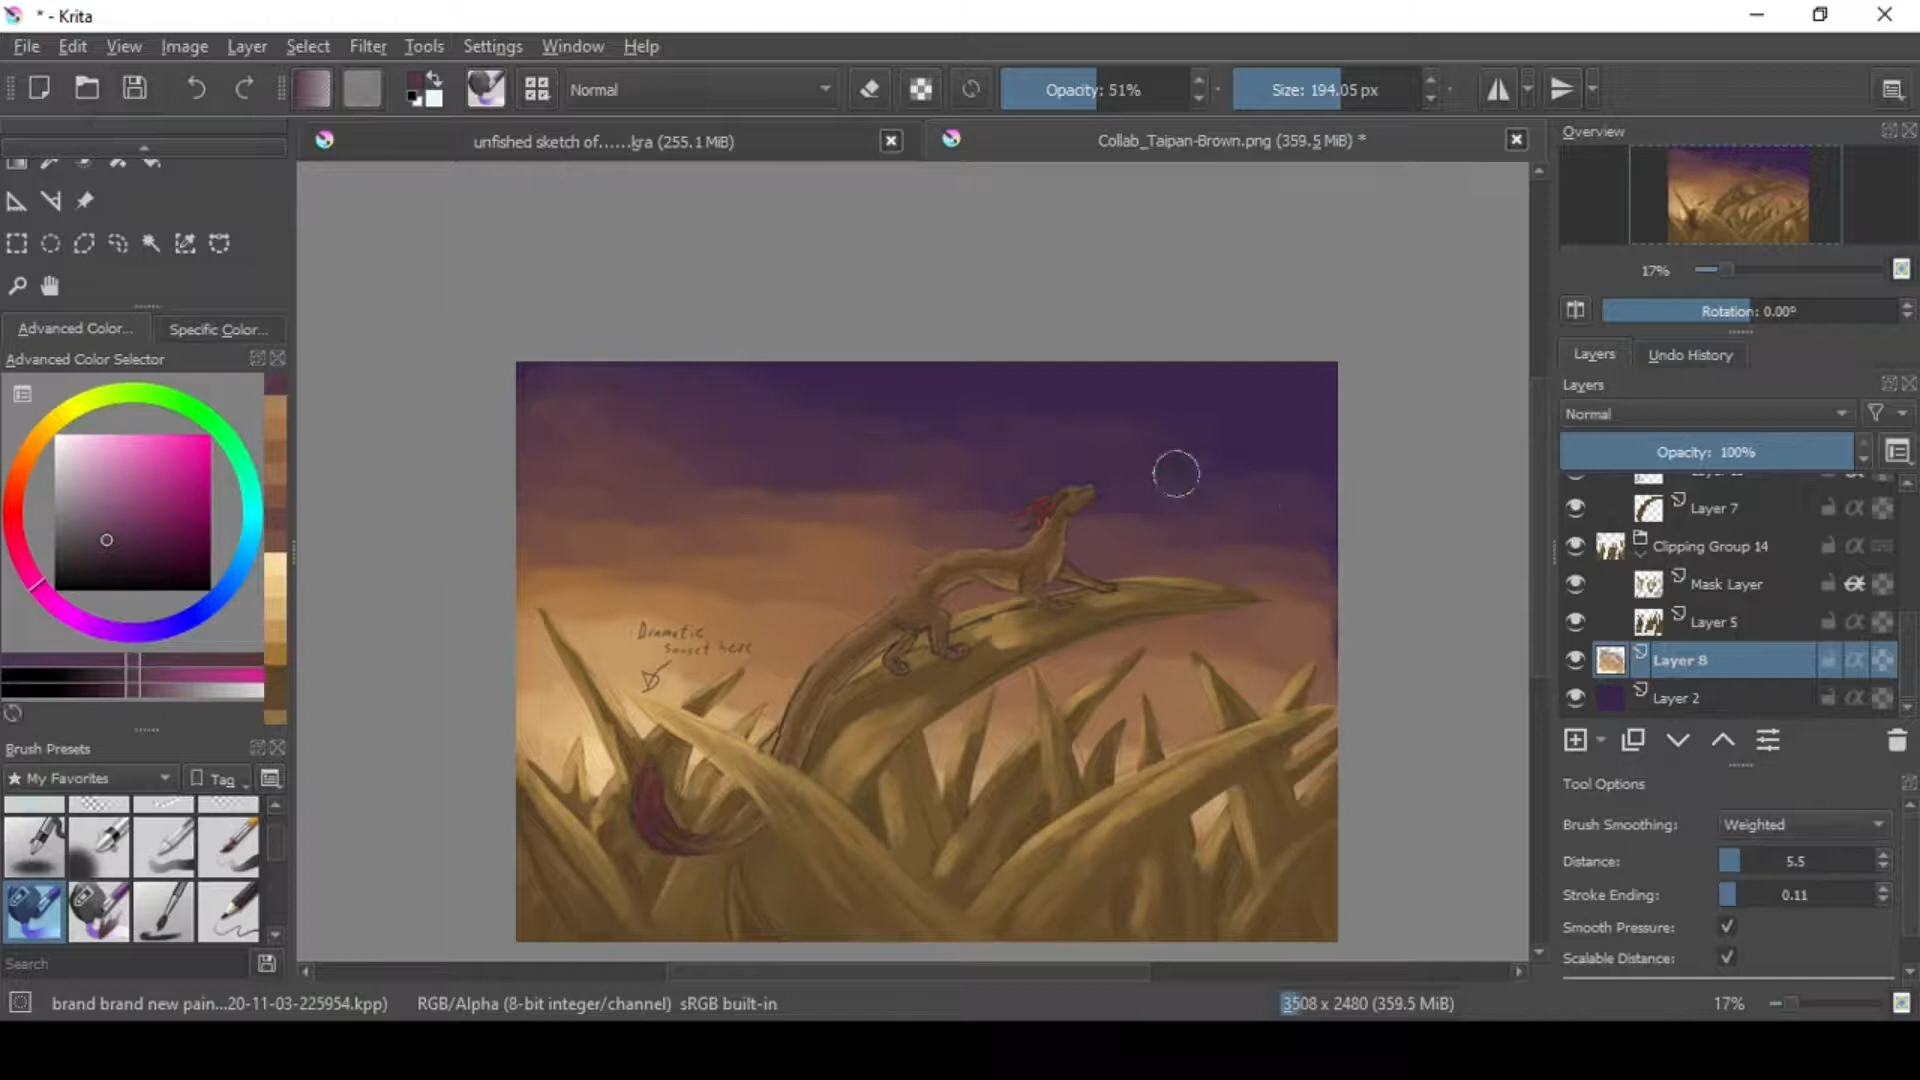 * - Krita
File Edit View Image Layer Select Filter Tools Settings Window Help
Normal Opacity: 51% Size: 194.05 px
unfished sketch of......kra (255.1 MiB)
Collab_Taipan-Brown.png (359.5 MiB) *
Overview
17%
Rotation: 0.00°
Advanced Color... Specific Color...
Advanced Color Selector
Layers Undo History
Layers
Normal
Opacity: 100%
Layer 7
Clipping Group 14
Mask Layer
Layer 5
Layer 8
Layer 2
Dramatic
sunset here
Brush Presets
My Favorites Tag
Search
Tool Options
Brush Smoothing: Weighted
Distance: 5.5
Stroke Ending: 0.11
Smooth Pressure:
Scalable Distance:
brand brand new pain...20-11-03-225954.kpp) RGB/Alpha (8-bit integer/channel) sRGB built-in 3508 x 2480 (359.5 MiB) 17%